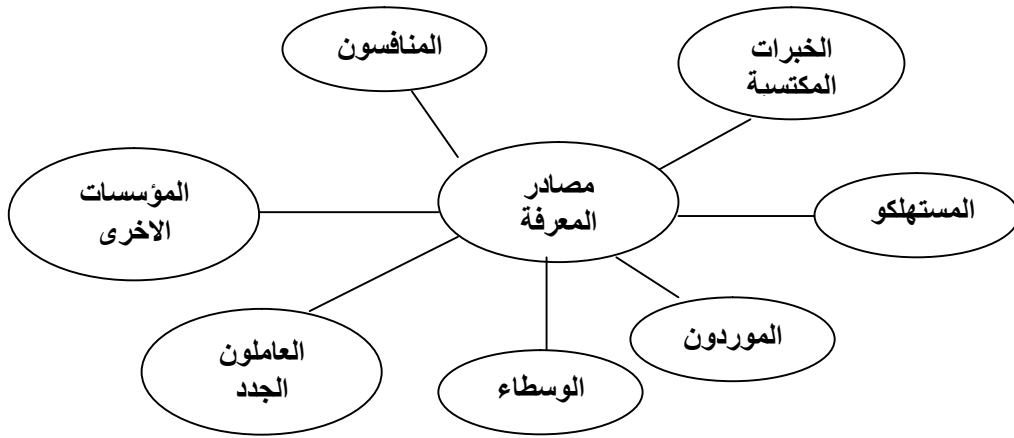 الخبرات
المكتسبة
المنافسون
مصادر
المعرفة
المستهلكو
المؤسسات
الاخرى
الموردون
العاملون
الجدد
الوسطاء